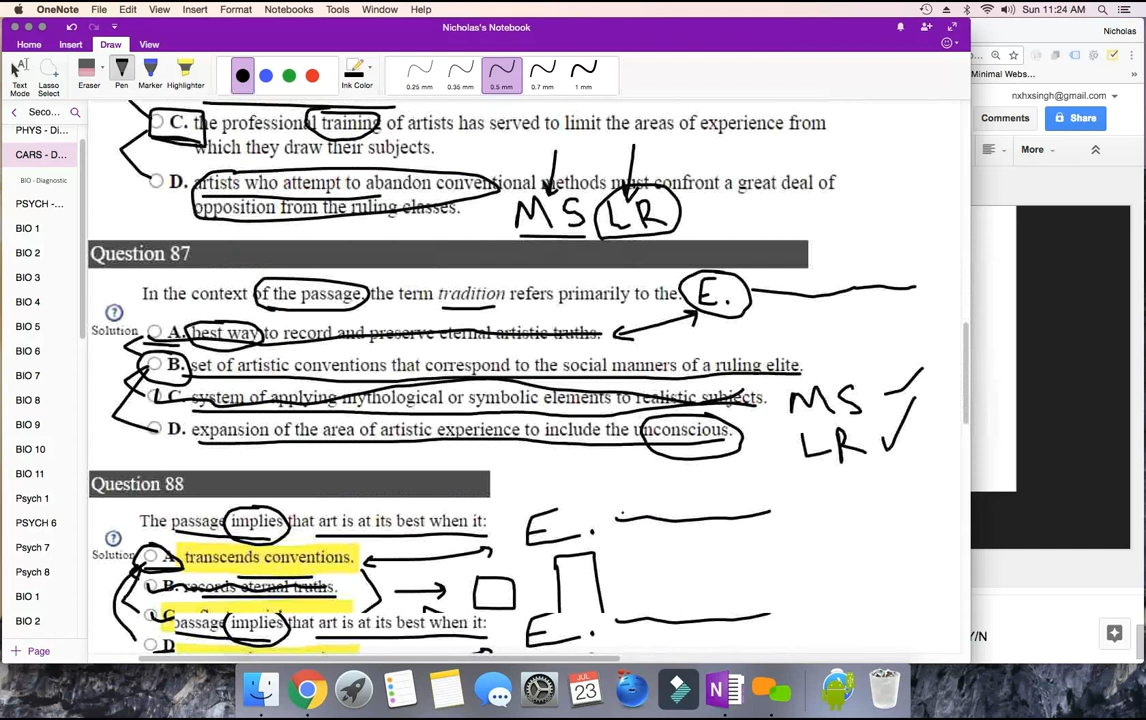 OneNote File Edit View Insert Format Notebooks Tools Window Help Sun 11:24 AM
Nicholas's Notebook
Nicholas
Home Insert Draw View
Text Mode Lasso Select Eraser Pen Marker Highlighter 0.25 mm 0.35 mm 0.5 mm 0.7 mm 1 mm Ink Color
Minimal Webs...
nxhxsingh@gmail.com
Comments Share
More
Seco...
PHYS - Di...
CARS - D...
BIO - Diagnostic
PSYCH -...
BIO 1
BIO 2
BIO 3
BIO 4
BIO 5
BIO 6
BIO 7
BIO 8
BIO 9
BIO 10
BIO 11
Psych 1
PSYCH 6
Psych 7
Psych 8
BIO 1
BIO 2
+ Page
C. the professional training of artists has served to limit the areas of experience from
which they draw their subjects.
D. artists who attempt to abandon conventional methods must confront a great deal of
opposition from the ruling classes.
MS LR
Question 87
In the context of the passage, the term tradition refers primarily to the: E.
Solution
A. best way to record and preserve eternal artistic truths.
B. set of artistic conventions that correspond to the social manners of a ruling elite.
C. system of applying mythological or symbolic elements to realistic subjects.
D. expansion of the area of artistic experience to include the unconscious.
MS
LR
Question 88
The passage implies that art is at its best when it: E.
Solution
A. transcends conventions.
B. records eternal truths.
passage implies that art is at its best when it: E.
D
Y/N
JUL 23